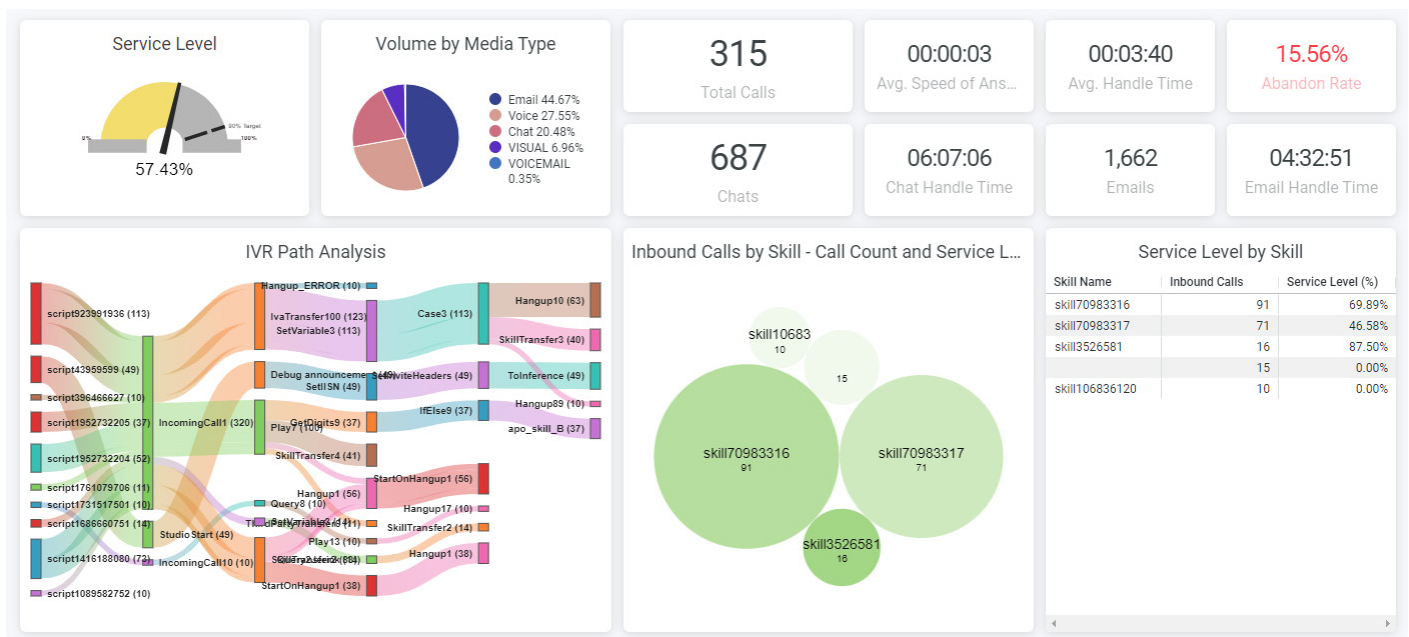 Service Level
0%
90% Target
100%
57.43%
Volume by Media Type
Email 44.67%
Voice 27.55%
Chat 20.48%
VISUAL 6.96%
VOICEMAIL
0.35%
315
Total Calls
00:00:03
Avg. Speed of Ans...
00:03:40
Avg. Handle Time
15.56%
Abandon Rate
687
Chats
06:07:06
Chat Handle Time
1,662
Emails
04:32:51
Email Handle Time
IVR Path Analysis
script923991936 (113)
script43959599 (49)
script396466627 (10)
script1952732205 (37)
script1952732204 (52)
script1761079706 (11)
script1731517501 (10)
script1686660751 (14)
script1416188080 (73)
script1089582752 (10)
IncomingCall1 (320)
StudioStart (49)
IncomingCall10 (10)
Hangup_ERROR (10)
IvaTransfer100 (123)
SetVariable3 (113)
Debug announceme
SetIISN (49)
GetDigits9 (37)
Play7 (100)
SkillTransfer4 (41)
Hangup1 (56)
Query8 (10)
Play13 (10)
StartOnHangup1 (38)
Case3 (113)
InviteHeaders (49)
IfElse9 (37)
StartOnHangup1 (56)
Hangup17 (10)
SkillTransfer2 (14)
Hangup1 (38)
Hangup10 (63)
SkillTransfer3 (40)
ToInference (49)
Hangup89 (10)
apo_skill_B (37)
Inbound Calls by Skill - Call Count and Service L...
skill10683
10
15
skill70983316
91
skill70983317
71
skill3526581
16
Service Level by Skill
Skill Name Inbound Calls Service Level (%)
skill70983316 91 69.89%
skill70983317 71 46.58%
skill3526581 16 87.50%
15 0.00%
skill106836120 10 0.00%